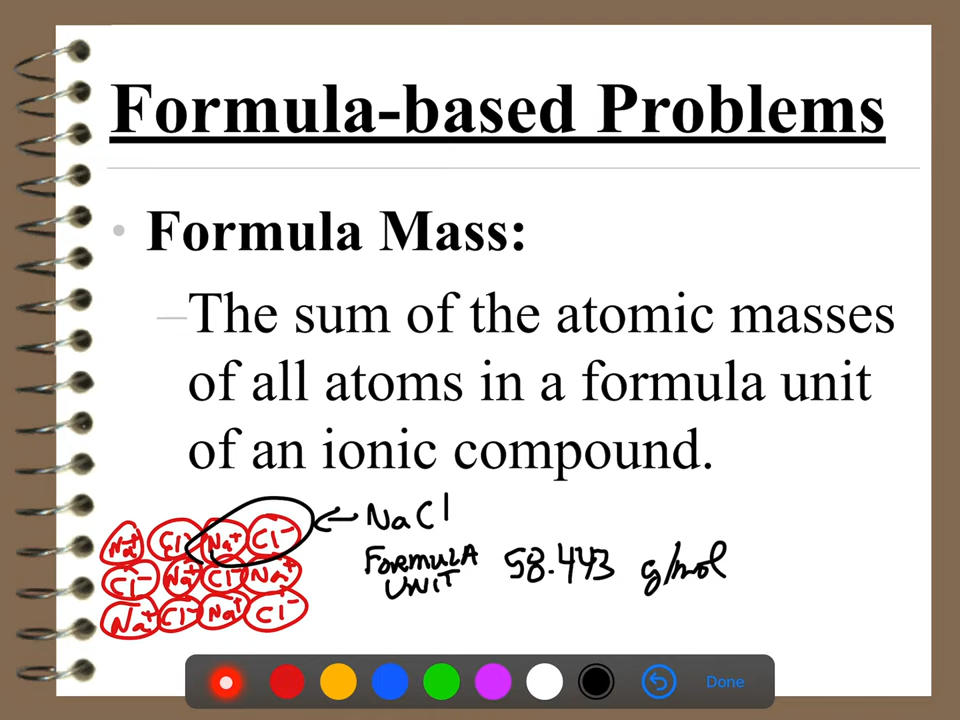 Formula-based Problems
• Formula Mass:
–The sum of the atomic masses
of all atoms in a formula unit
of an ionic compound.
NaCl
FORMULA
UNIT
58.443 g/mol
Na+ Cl- Na+ Cl-
Cl- Na+ Cl- Na+
Na+ Cl- Na+ Cl-
Done